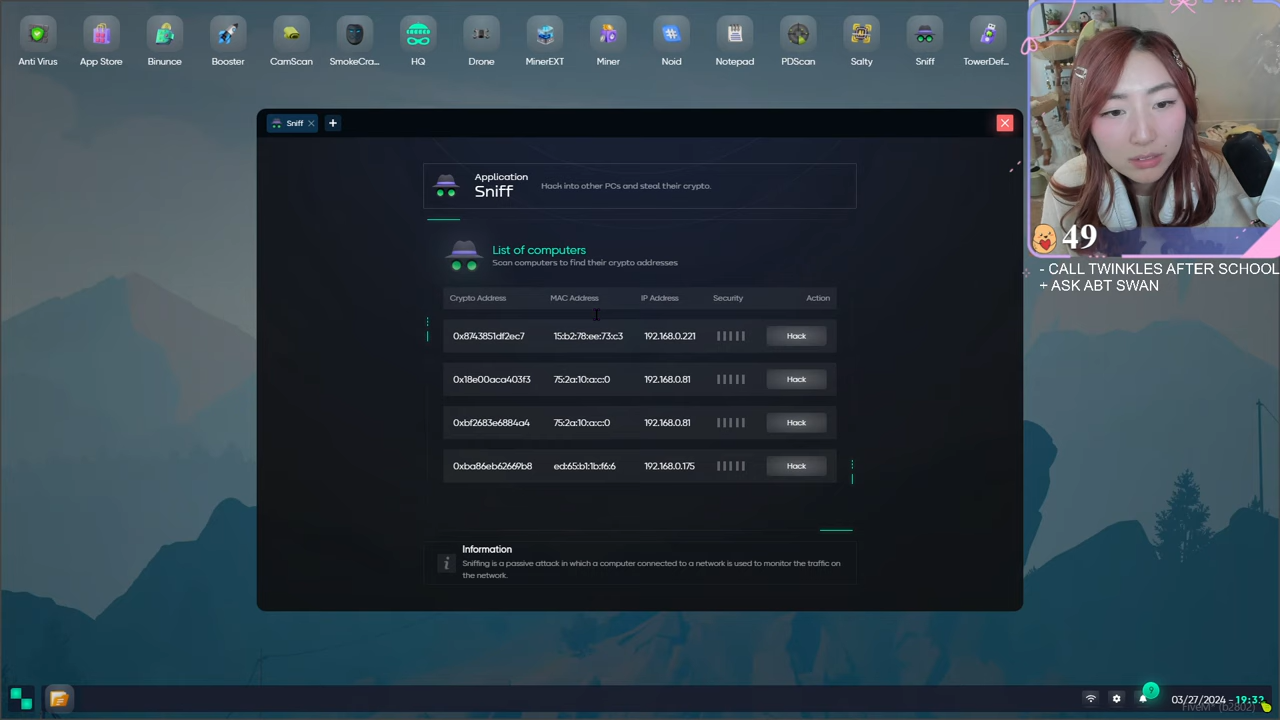 Anti Virus
App Store
Binunce
Booster
CamScan
SmokeCra...
HQ
Drone
MinerEXT
Miner
Noid
Notepad
PDScan
Salty
Sniff
TowerDef...
Sniff
Application
Sniff
Hack into other PCs and steal their crypto.
49
- CALL TWINKLES AFTER SCHOOL
+ ASK ABT SWAN
List of computers
Scan computers to find their crypto addresses
Crypto Address MAC Address IP Address Security Action
0x8743851df2ec7 15:b2:78:ee:73:c3 192.168.0.221 Hack
0x18e00aca403f3 75:2a:10:a:c:0 192.168.0.81 Hack
0xbf2683e6884a4 75:2a:10:a:c:0 192.168.0.81 Hack
0xba86eb62669b8 ed:65:b1:1b:f6:6 192.168.0.175 Hack
Information
Sniffing is a passive attack in which a computer connected to a network is used to monitor the traffic on
the network.
9
03/27/2024 - 19:32
FiveM® (b2802)